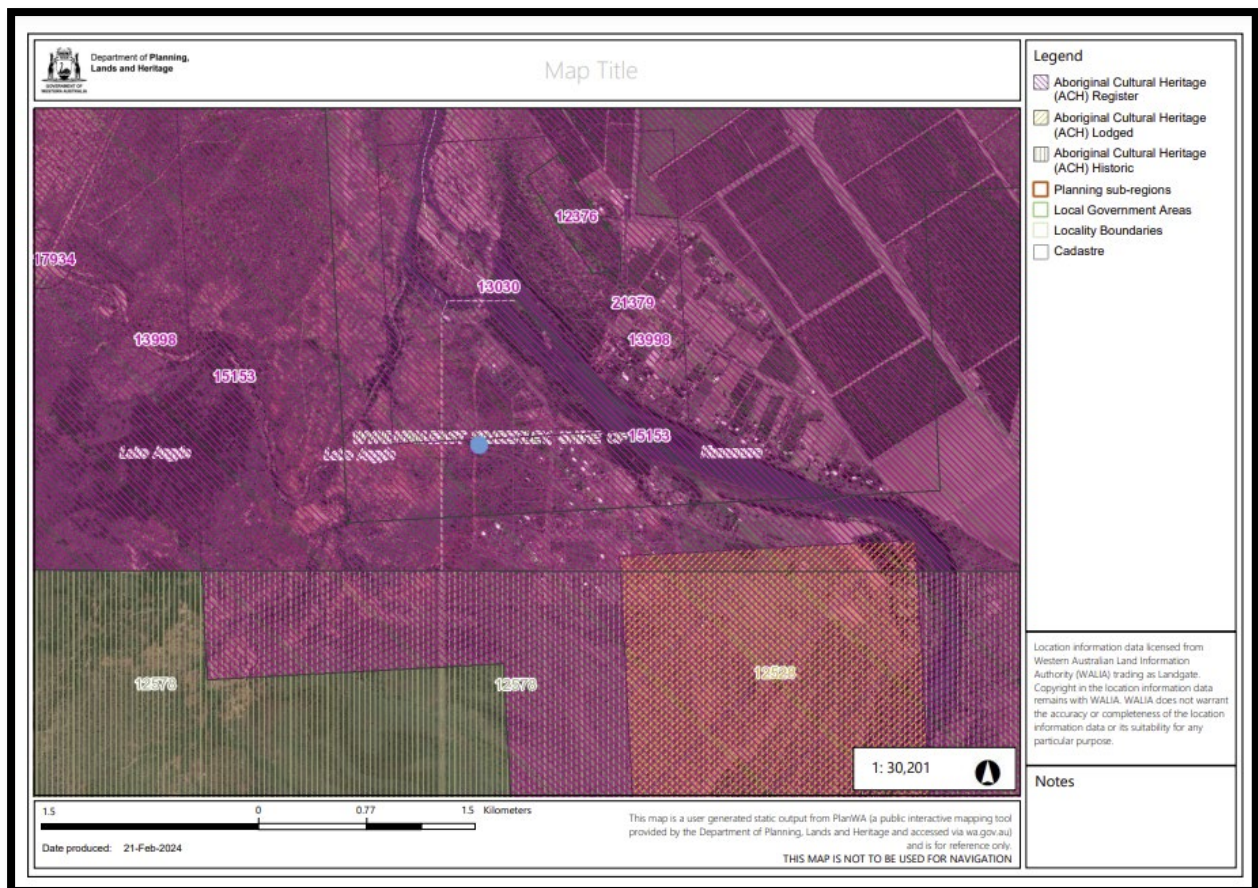 Department of Planning,
Lands and Heritage
GOVERNMENT OF
WESTERN AUSTRALIA
Map Title
12376
17934
13030
21379
13998
13998
15153
15153
Lake Argyle
Lake Argyle
Kununurra
12578
12578
12528
1: 30,201
1.5
0
0.77
1.5 Kilometers
Date produced: 21-Feb-2024
This map is a user generated static output from PlanWA (a public interactive mapping tool
provided by the Department of Planning, Lands and Heritage and accessed via wa.gov.au)
and is for reference only.
THIS MAP IS NOT TO BE USED FOR NAVIGATION
Legend
Aboriginal Cultural Heritage
(ACH) Register
Aboriginal Cultural Heritage
(ACH) Lodged
Aboriginal Cultural Heritage
(ACH) Historic
Planning sub-regions
Local Government Areas
Locality Boundaries
Cadastre
Location information data licensed from
Western Australian Land Information
Authority (WALIA) trading as Landgate.
Copyright in the location information data
remains with WALIA. WALIA does not warrant
the accuracy or completeness of the location
information data or its suitability for any
particular purpose.
Notes